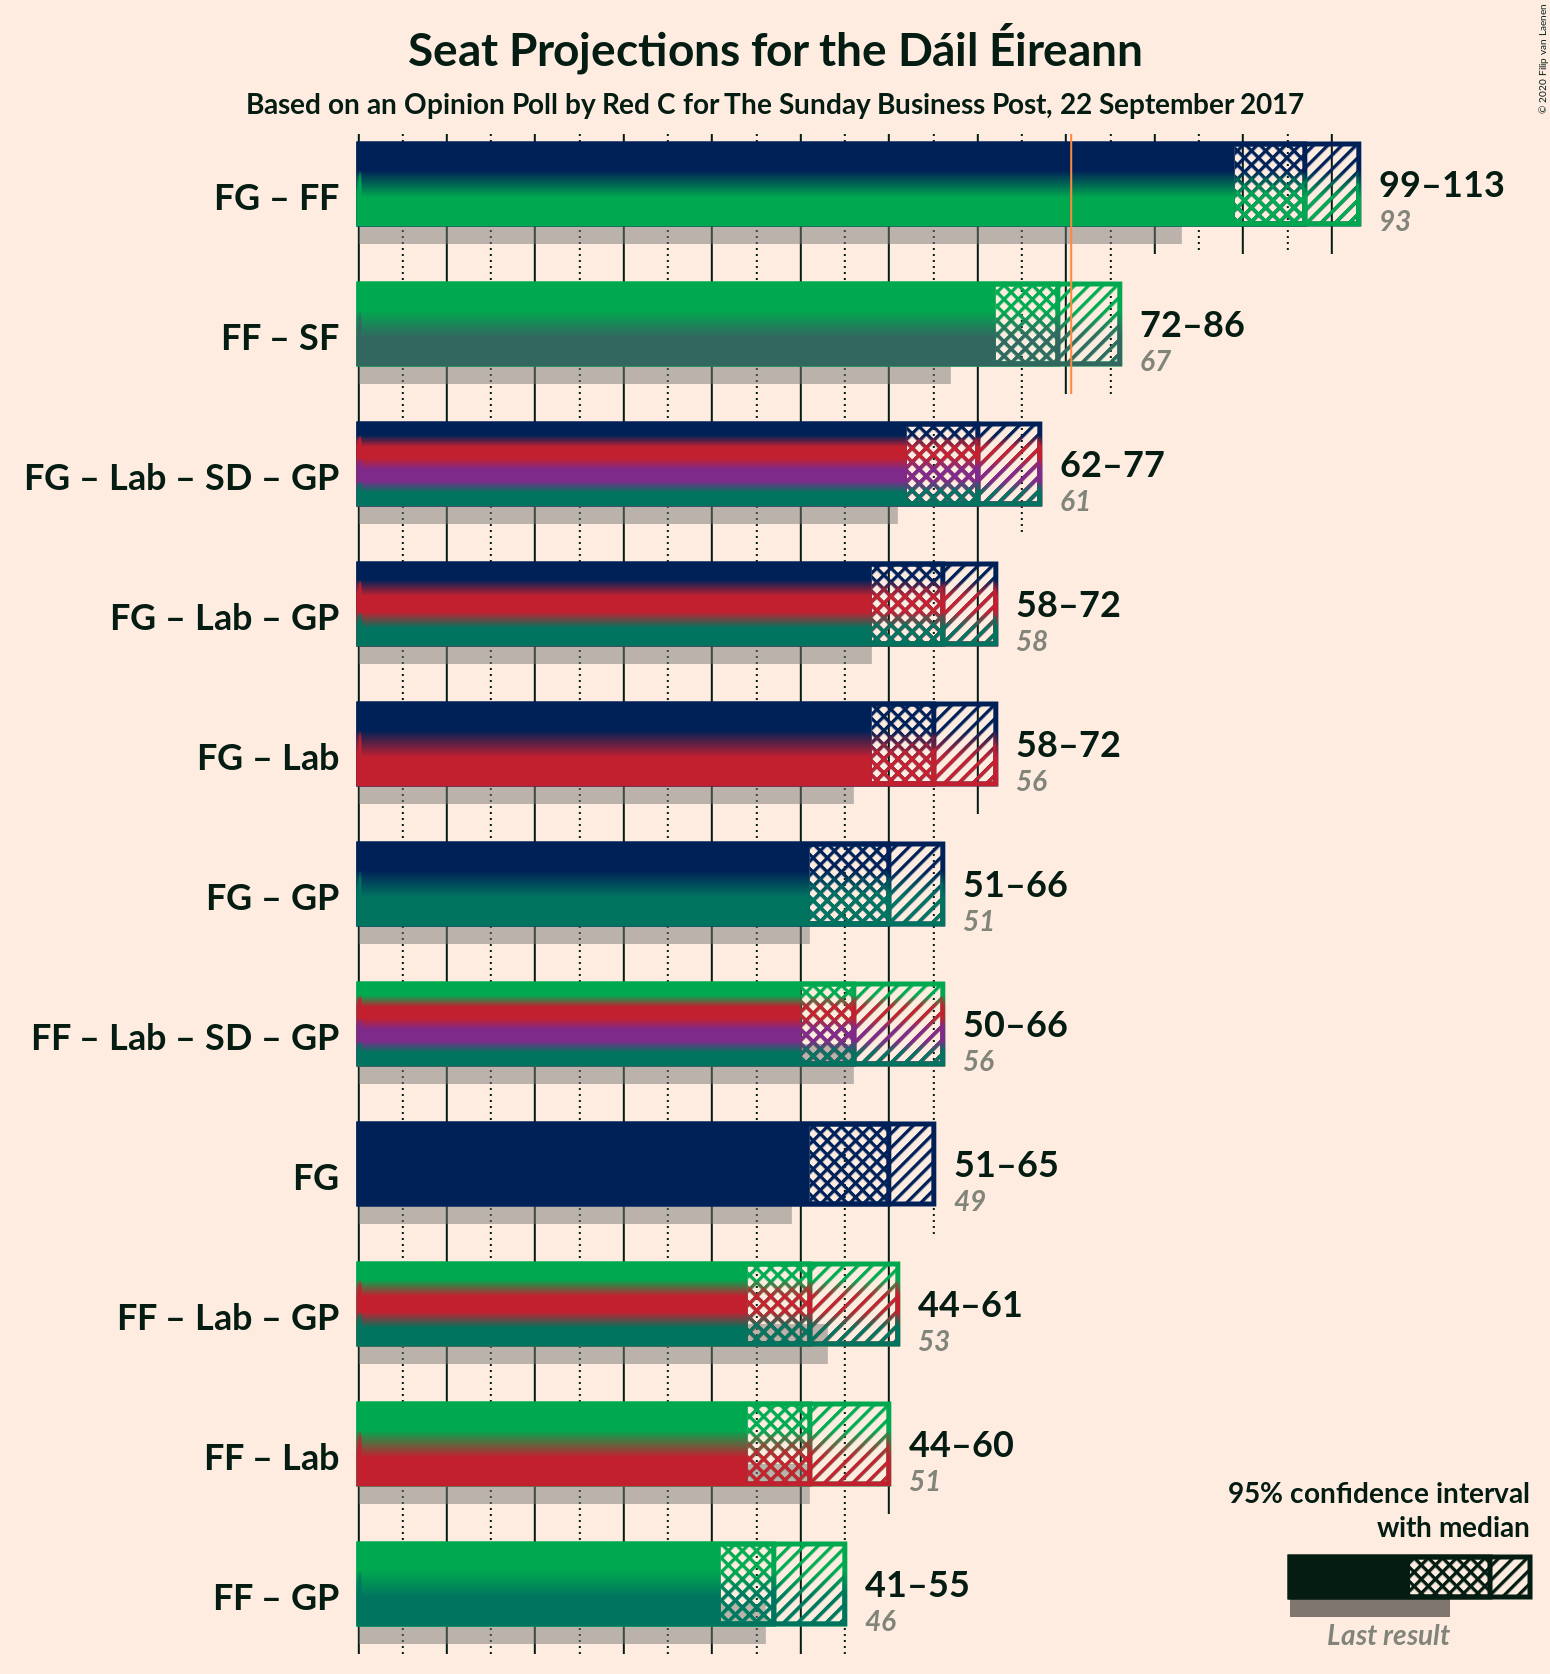 Seat Projections for the Dáil Éireann
Based on an Opinion Poll by Red C for The Sunday Business Post, 22 September 2017
© 2020 Filip van Laenen
FG – FF
99–113
93
FF – SF
72–86
67
FG – Lab – SD – GP
62–77
61
FG – Lab – GP
58–72
58
FG – Lab
58–72
56
FG – GP
51–66
51
FF – Lab – SD – GP
50–66
56
FG
51–65
49
FF – Lab – GP
44–61
53
FF – Lab
44–60
51
FF – GP
41–55
46
95% confidence interval
with median
Last result